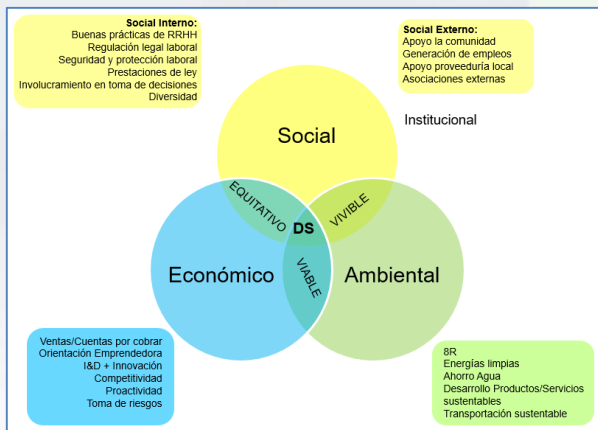 Social Interno:
Buenas prácticas de RRHH
Regulación legal laboral
Seguridad y protección laboral
Prestaciones de ley
Involucramiento en toma de decisiones
Diversidad
Social Externo:
Apoyo la comunidad
Generación de empleos
Apoyo proveeduría local
Asociaciones externas
Institucional
Social
EQUITATIVO
VIVIBLE
DS
VIABLE
Económico
Ambiental
Ventas/Cuentas por cobrar
Orientación Emprendedora
I&D + Innovación
Competitividad
Proactividad
Toma de riesgos
8R
Energías limpias
Ahorro Agua
Desarrollo Productos/Servicios
sustentables
Transportación sustentable